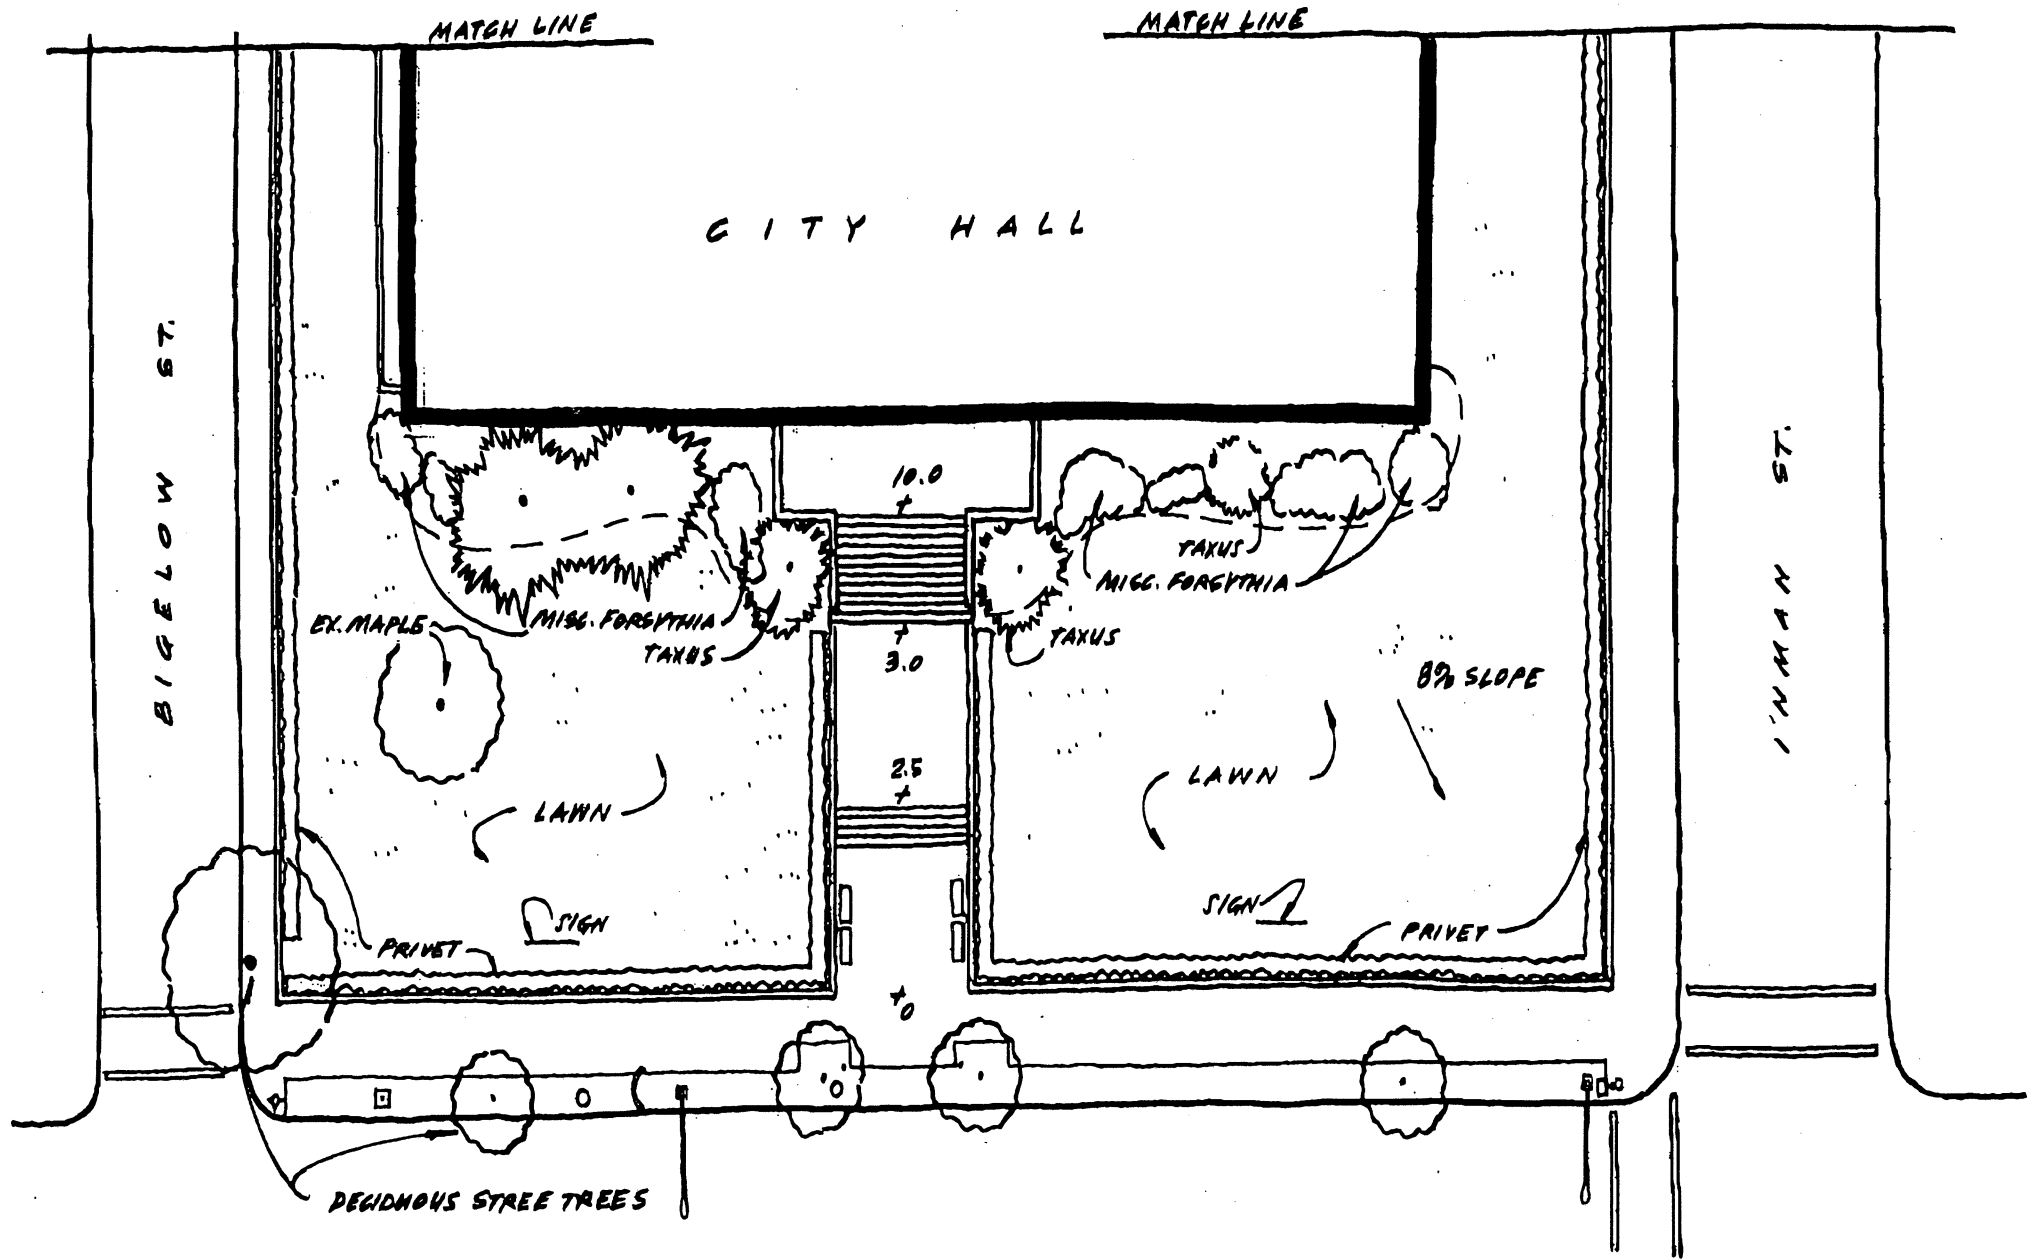 MATCH LINE
MATCH LINE
CITY HALL
BIGELOW ST.
INMAN ST.
10.0
TAXUS
MISC. FORSYTHIA
EX. MAPLE
MISC. FORSYTHIA
TAXUS
3.0
TAXUS
8% SLOPE
2.5
LAWN
LAWN
SIGN
SIGN
PRIVET
PRIVET
0
DECIDUOUS STREE TREES